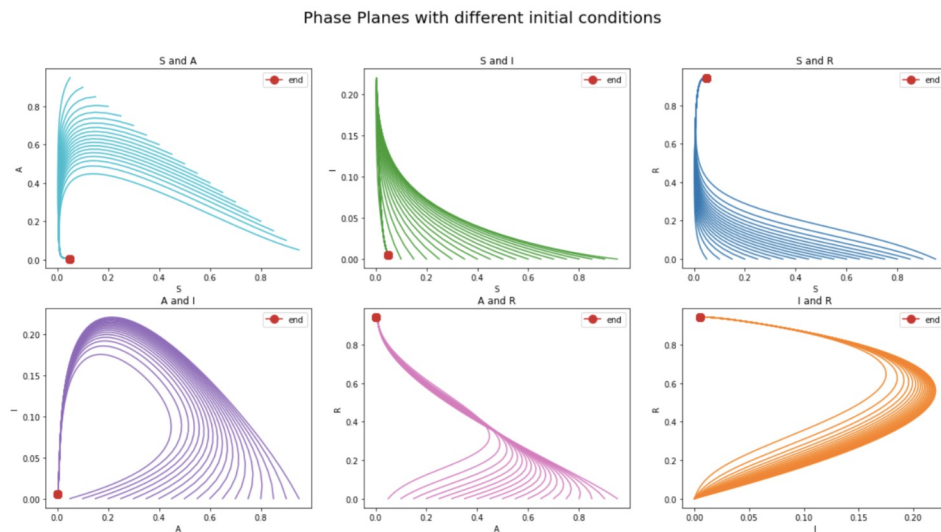 Phase Planes with different initial conditions
S and A
end
A
0.8
0.6
0.4
0.2
0.0
0.0 0.2 0.4 0.6 0.8
S
S and I
end
I
0.20
0.15
0.10
0.05
0.00
0.0 0.2 0.4 0.6 0.8
S
S and R
end
R
0.8
0.6
0.4
0.2
0.0
0.0 0.2 0.4 0.6 0.8
S
A and I
end
I
0.20
0.15
0.10
0.05
0.00
0.0 0.2 0.4 0.6 0.8
A
A and R
end
R
0.8
0.6
0.4
0.2
0.0
0.0 0.2 0.4 0.6 0.8
A
I and R
end
R
0.8
0.6
0.4
0.2
0.0
0.00 0.05 0.10 0.15 0.20
I